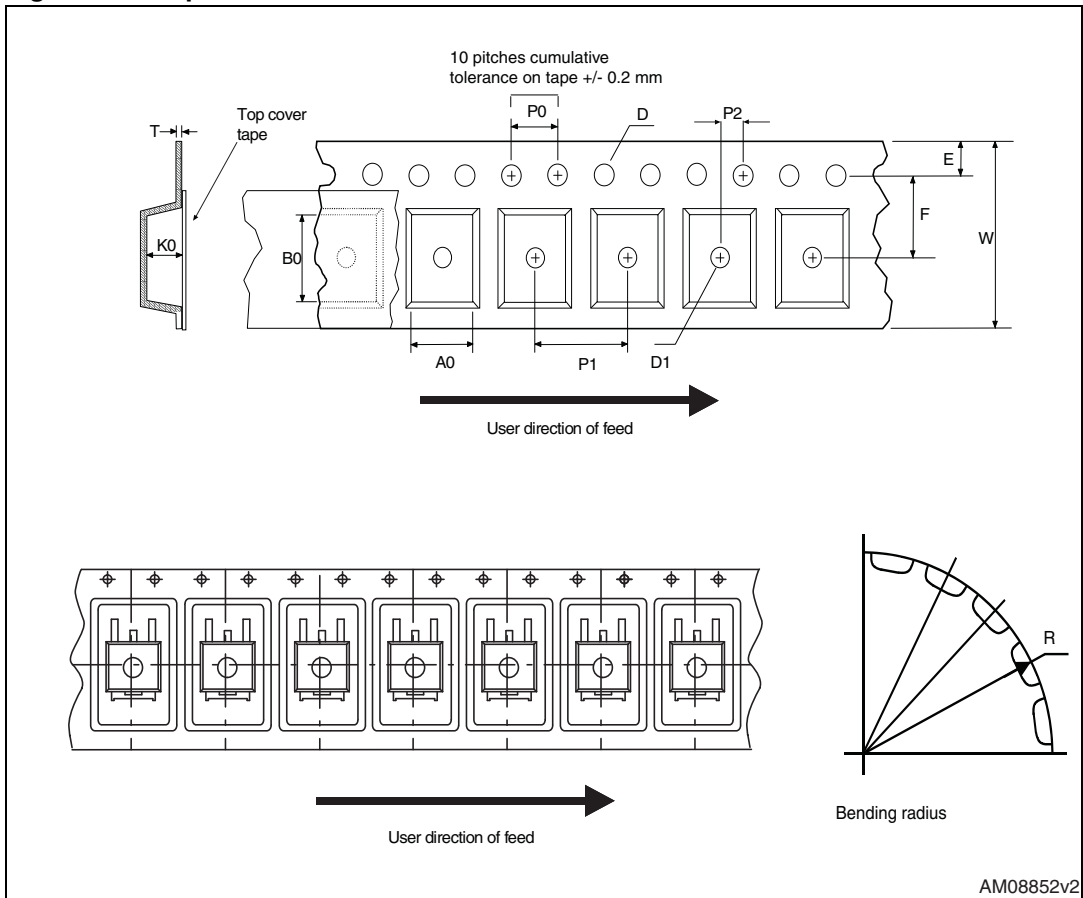 10 pitches cumulative
tolerance on tape +/- 0.2 mm
Top cover
tape
T
P0
D
P2
E
F
W
K0
B0
A0
P1
D1
User direction of feed
R
User direction of feed
Bending radius
AM08852v2